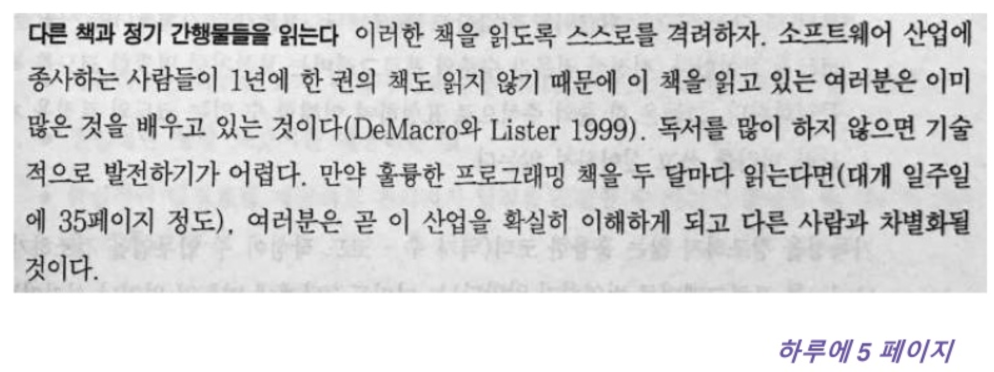 다른 책과 정기 간행물들을 읽는다 이러한 책을 읽도록 스스로를 격려하자. 소프트웨어 산업에
종사하는 사람들이 1년에 한 권의 책도 읽지 않기 때문에 이 책을 읽고 있는 여러분은 이미
많은 것을 배우고 있는 것이다(DeMacro와 Lister 1999). 독서를 많이 하지 않으면 기술
적으로 발전하기가 어렵다. 만약 훌륭한 프로그래밍 책을 두 달마다 읽는다면(대개 일주일
에 35페이지 정도), 여러분은 곧 이 산업을 확실히 이해하게 되고 다른 사람과 차별화될
것이다.
하루에 5 페이지